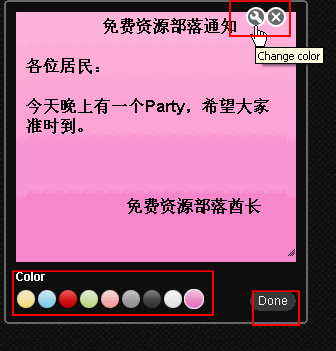 免费资源部落通知
Change color
各位居民：
今天晚上有一个Party，希望大家
准时到。
免费资源部落酋长
Color
Done